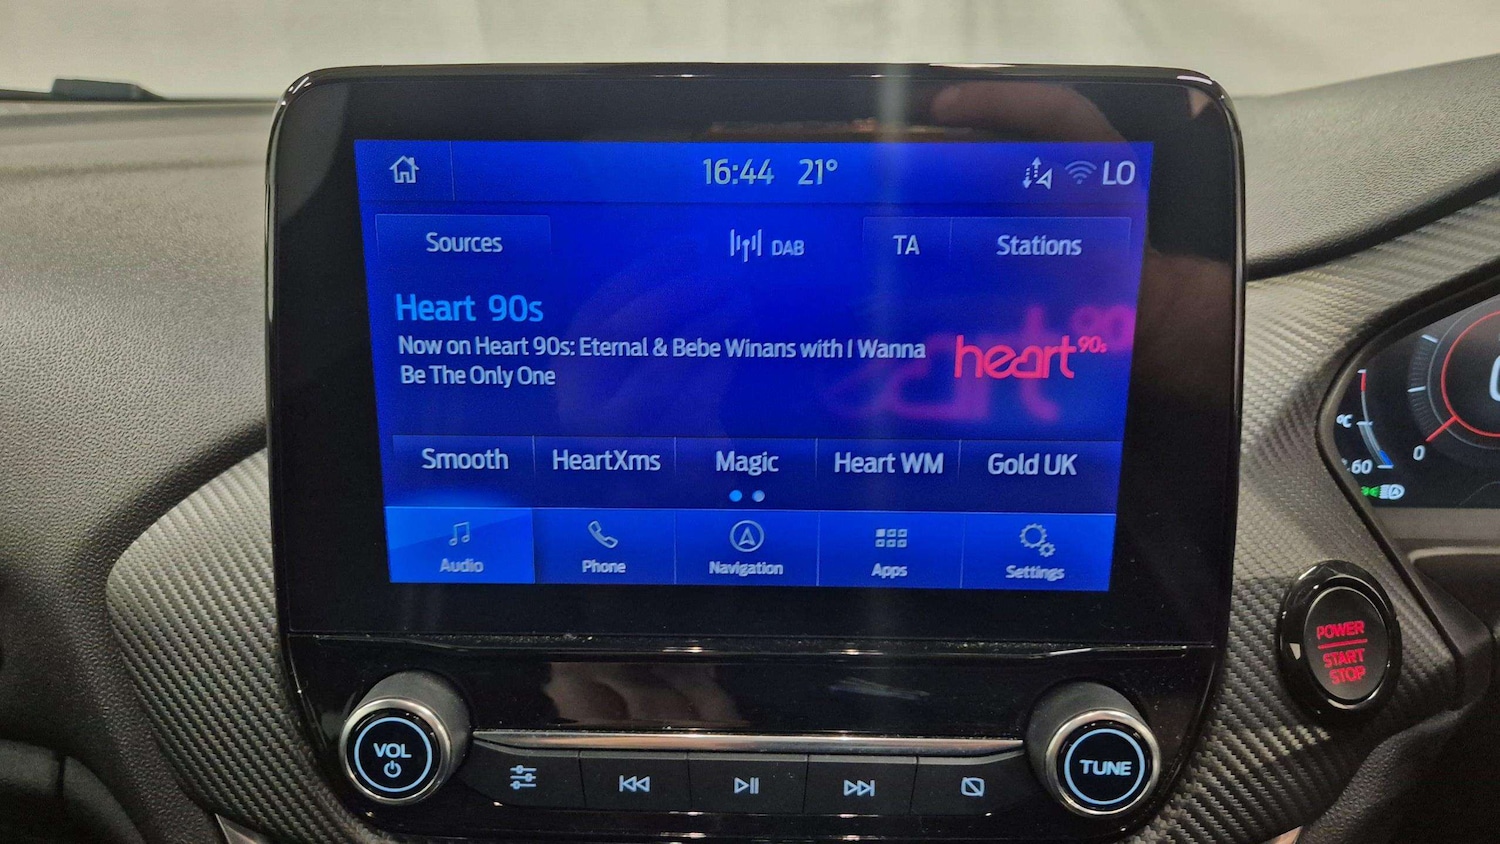 16:44 21° LO
Sources DAB TA Stations
Heart 90s
Now on Heart 90s: Eternal & Bebe Winans with I Wanna
Be The Only One
heart 90s
Smooth HeartXms Magic Heart WM Gold UK
Audio Phone Navigation Apps Settings
VOL
TUNE
POWER
START
STOP
°C
60
0